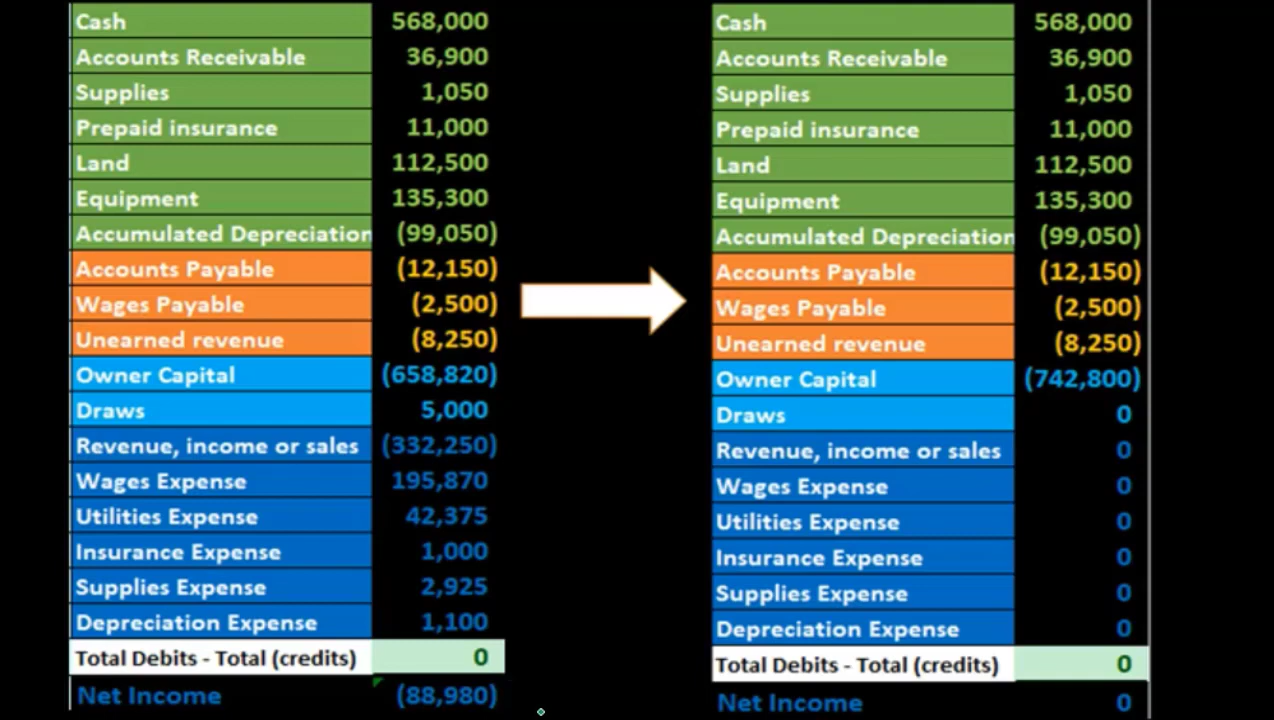 Cash 568,000
Accounts Receivable 36,900
Supplies 1,050
Prepaid insurance 11,000
Land 112,500
Equipment 135,300
Accumulated Depreciation (99,050)
Accounts Payable (12,150)
Wages Payable (2,500)
Unearned revenue (8,250)
Owner Capital (658,820)
Draws 5,000
Revenue, income or sales (332,250)
Wages Expense 195,870
Utilities Expense 42,375
Insurance Expense 1,000
Supplies Expense 2,925
Depreciation Expense 1,100
Total Debits - Total (credits) 0
Net Income (88,980)
Cash 568,000
Accounts Receivable 36,900
Supplies 1,050
Prepaid insurance 11,000
Land 112,500
Equipment 135,300
Accumulated Depreciation (99,050)
Accounts Payable (12,150)
Wages Payable (2,500)
Unearned revenue (8,250)
Owner Capital (742,800)
Draws 0
Revenue, income or sales 0
Wages Expense 0
Utilities Expense 0
Insurance Expense 0
Supplies Expense 0
Depreciation Expense 0
Total Debits - Total (credits) 0
Net Income 0